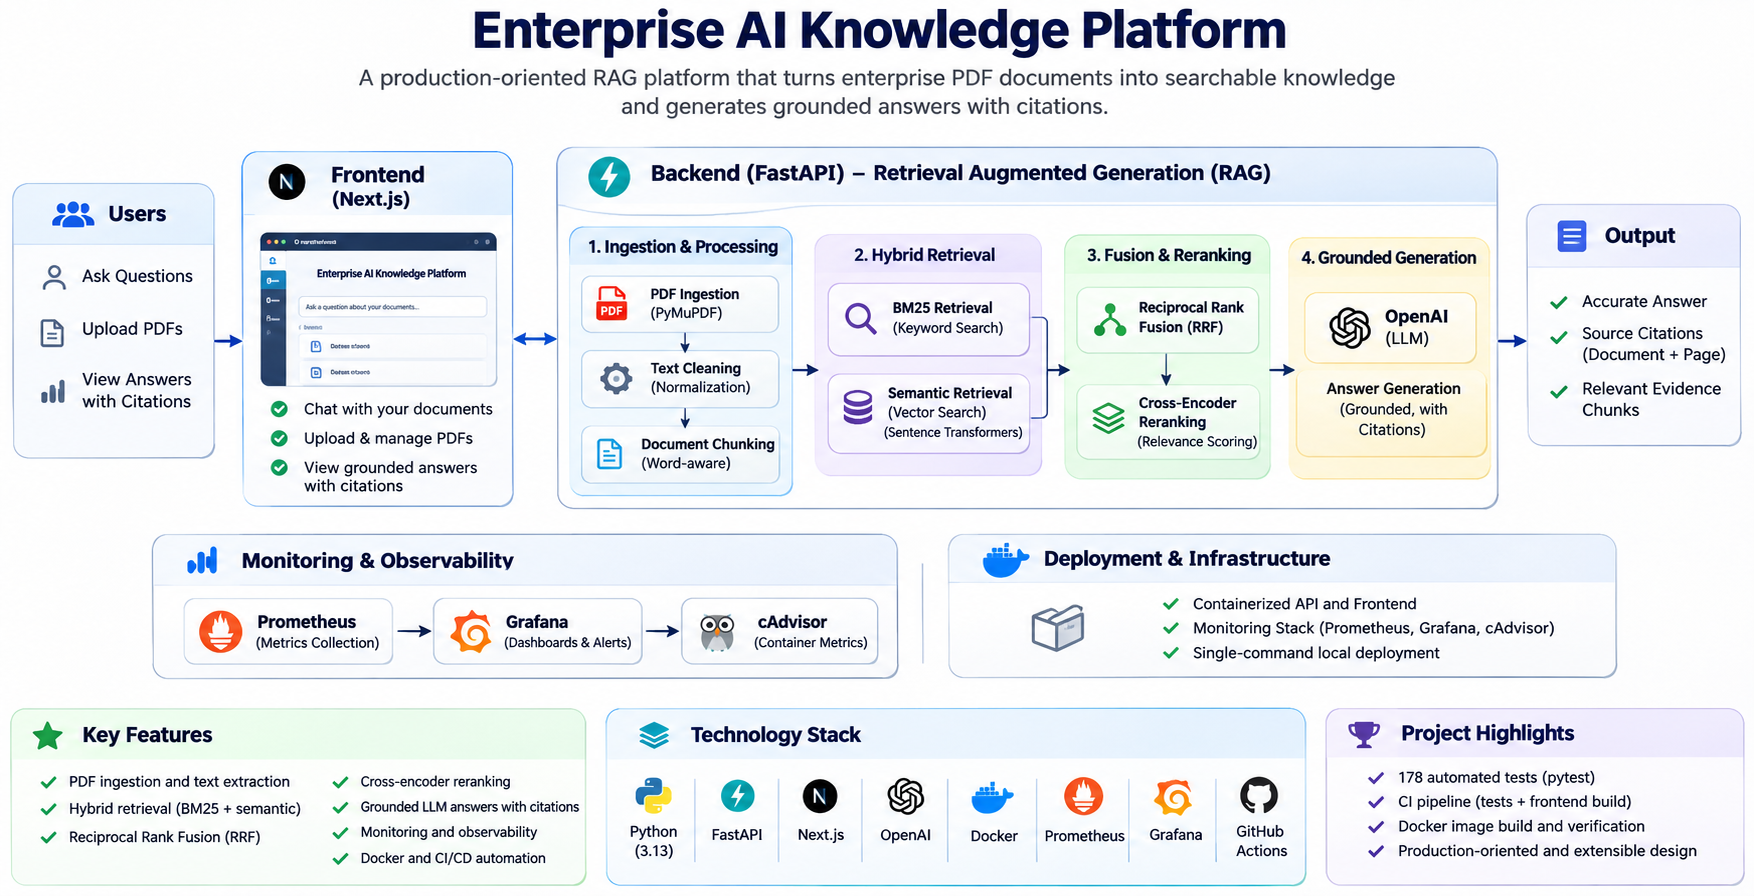 Enterprise AI Knowledge Platform
A production-oriented RAG platform that turns enterprise PDF documents into searchable knowledge
and generates grounded answers with citations.
Users
Ask Questions
Upload PDFs
View Answers
with Citations
N
Frontend
(Next.js)
Enterprise AI Knowledge Platform
Ask a question about your documents...
Chat with your documents
Upload & manage PDFs
View grounded answers
with citations
Backend (FastAPI) – Retrieval Augmented Generation (RAG)
1. Ingestion & Processing
PDF
PDF Ingestion
(PyMuPDF)
Text Cleaning
(Normalization)
Document Chunking
(Word-aware)
2. Hybrid Retrieval
BM25 Retrieval
(Keyword Search)
Semantic Retrieval
(Vector Search)
(Sentence Transformers)
3. Fusion & Reranking
Reciprocal Rank
Fusion (RRF)
Cross-Encoder
Reranking
(Relevance Scoring)
4. Grounded Generation
OpenAI
(LLM)
Answer Generation
(Grounded, with
Citations)
Output
Accurate Answer
Source Citations
(Document + Page)
Relevant Evidence
Chunks
Monitoring & Observability
Prometheus
(Metrics Collection)
Grafana
(Dashboards & Alerts)
cAdvisor
(Container Metrics)
Deployment & Infrastructure
Containerized API and Frontend
Monitoring Stack (Prometheus, Grafana, cAdvisor)
Single-command local deployment
Key Features
PDF ingestion and text extraction
Hybrid retrieval (BM25 + semantic)
Reciprocal Rank Fusion (RRF)
Cross-encoder reranking
Grounded LLM answers with citations
Monitoring and observability
Docker and CI/CD automation
Technology Stack
Python
(3.13)
FastAPI
N
Next.js
OpenAI
Docker
Prometheus
Grafana
GitHub
Actions
Project Highlights
178 automated tests (pytest)
CI pipeline (tests + frontend build)
Docker image build and verification
Production-oriented and extensible design